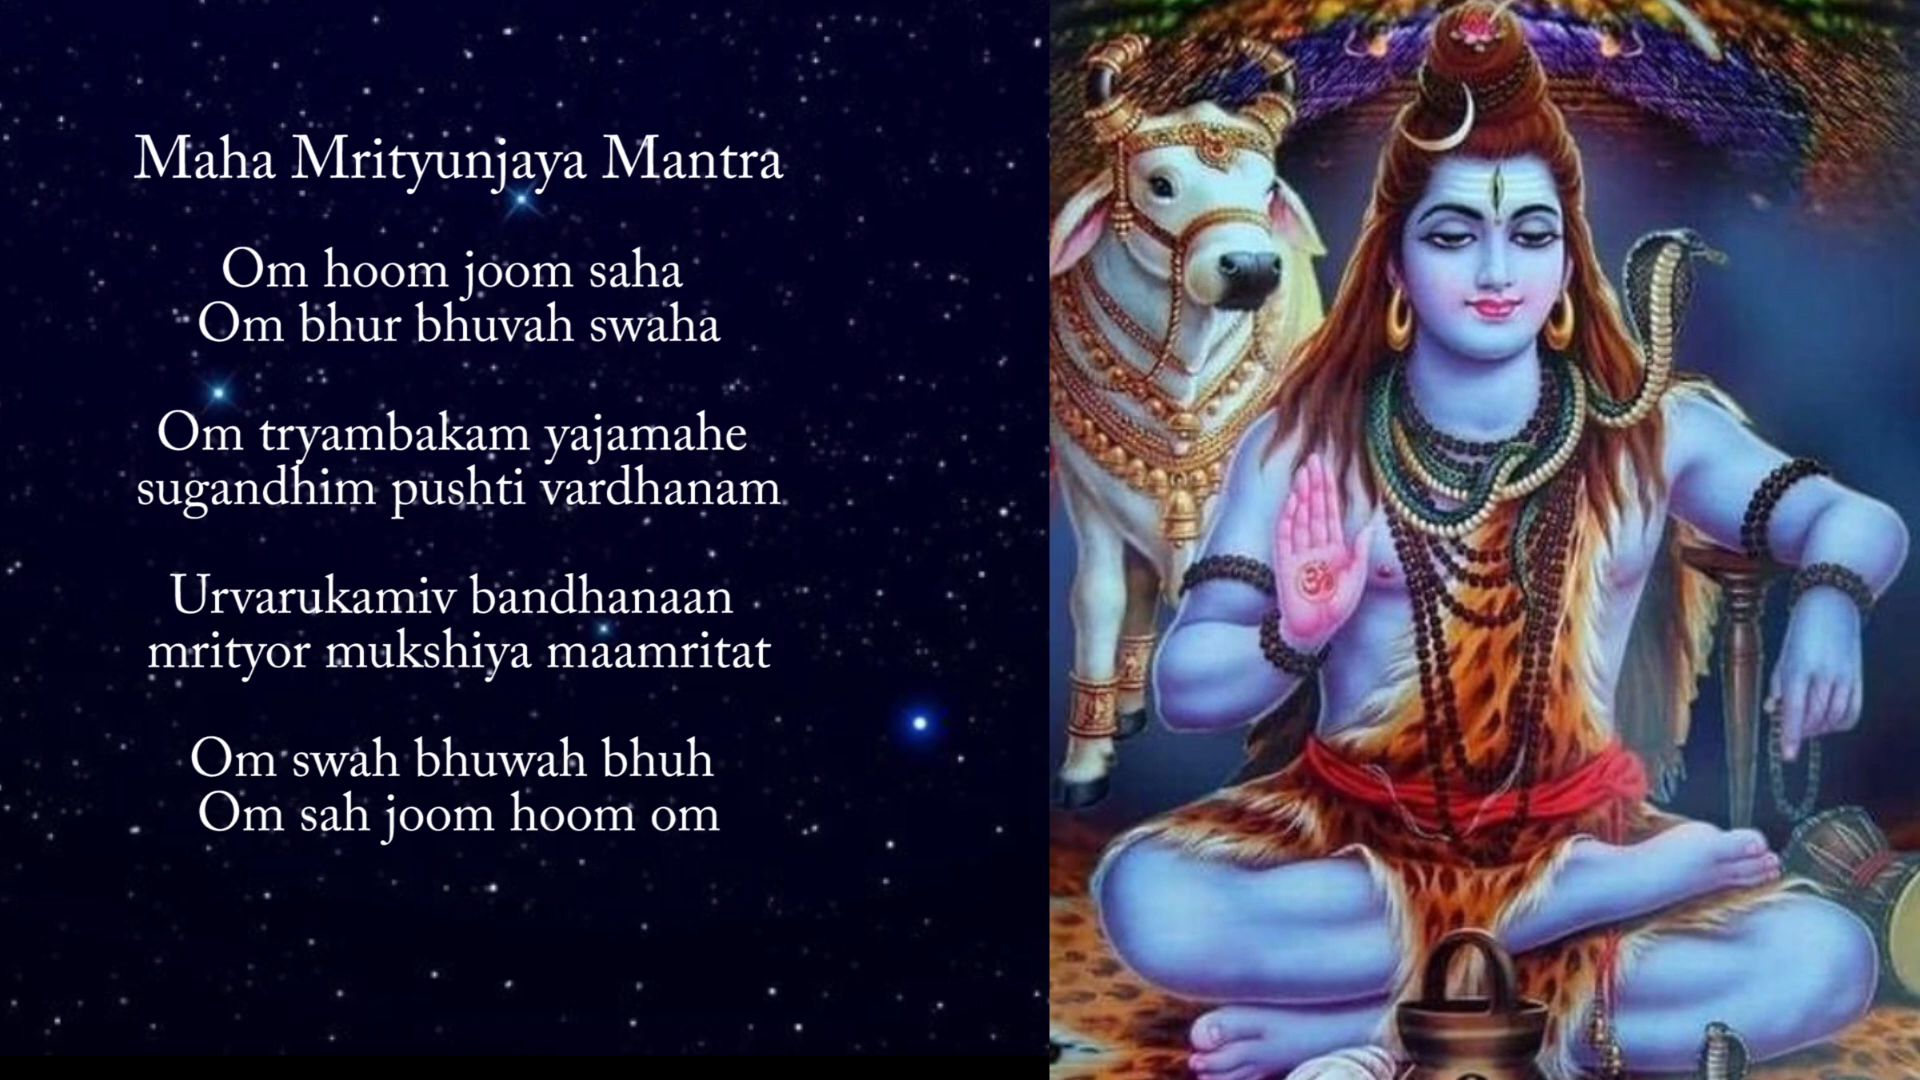 Maha Mrityunjaya Mantra
Om hoom joom saha
Om bhur bhuvah swaha
Om tryambakam yajamahe
sugandhim pushti vardhanam
Urvarukamiv bandhanaan
mrityor mukshiya maamritat
Om swah bhuwah bhuh
Om sah joom hoom om
ॐ